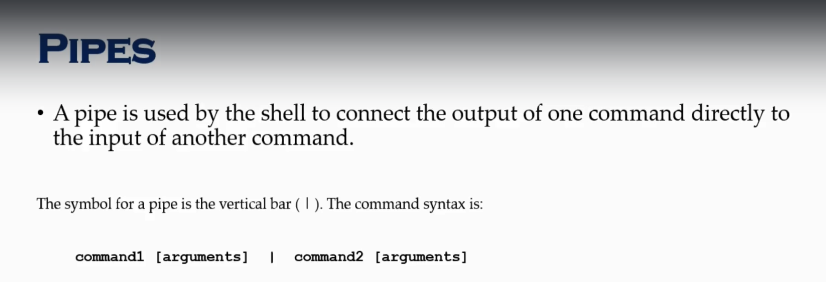 PIPES
• A pipe is used by the shell to connect the output of one command directly to
the input of another command.
The symbol for a pipe is the vertical bar ( | ). The command syntax is:
command1 [arguments] | command2 [arguments]